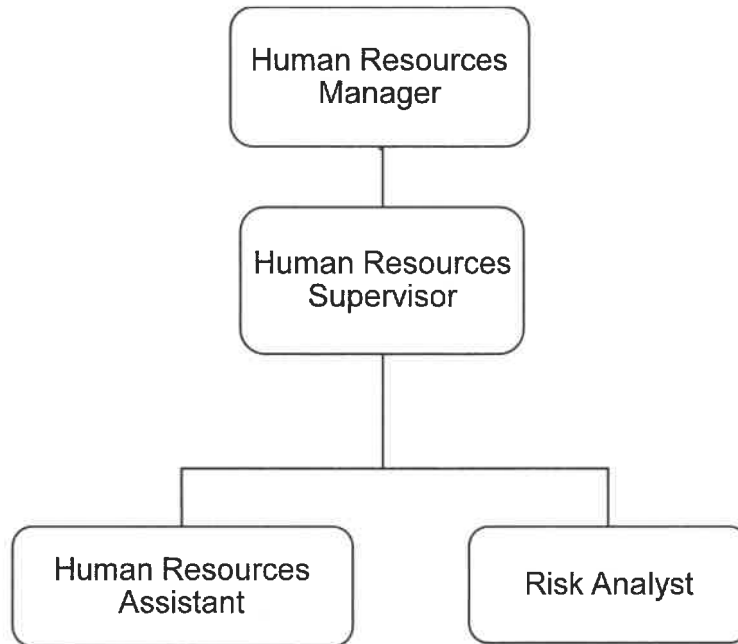 Human Resources
Manager
Human Resources
Supervisor
Human Resources
Assistant
Risk Analyst